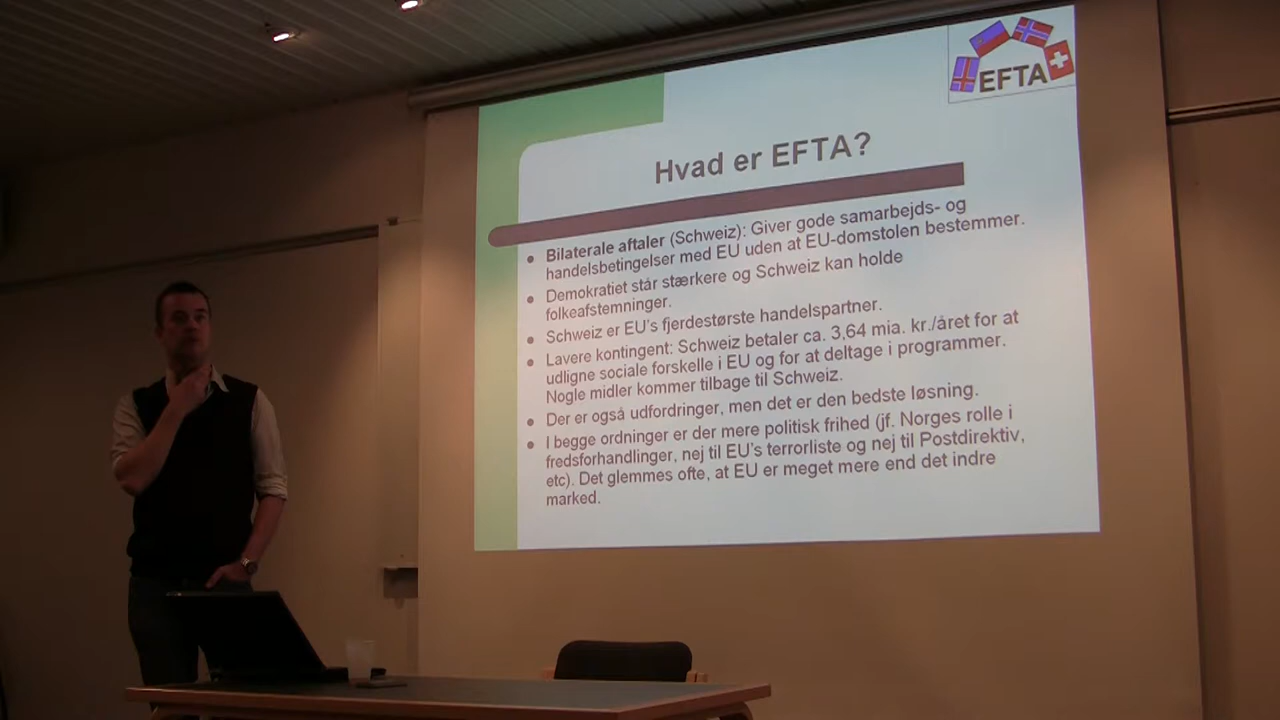 EFTA
Hvad er EFTA?
Bilaterale aftaler (Schweiz): Giver gode samarbejds- og
handelsbetingelser med EU uden at EU-domstolen bestemmer.
Demokratiet står stærkere og Schweiz kan holde
folkeafstemninger.
Schweiz er EU's fjerdestørste handelspartner.
Lavere kontingent: Schweiz betaler ca. 3,64 mia. kr./året for at
udligne sociale forskelle i EU og for at deltage i programmer.
Nogle midler kommer tilbage til Schweiz.
Der er også udfordringer, men det er den bedste løsning.
I begge ordninger er der mere politisk frihed (jf. Norges rolle i
fredsforhandlinger, nej til EU's terrorliste og nej til Postdirektiv,
etc). Det glemmes ofte, at EU er meget mere end det indre
marked.